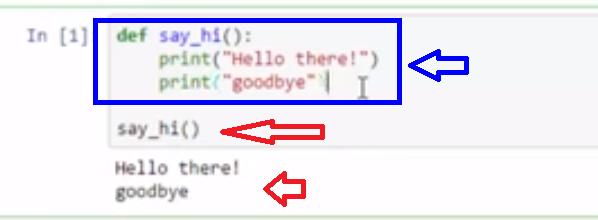 In [1]
def say_hi():
print("Hello there!")
print("goodbye")
say_hi()
Hello there!
goodbye